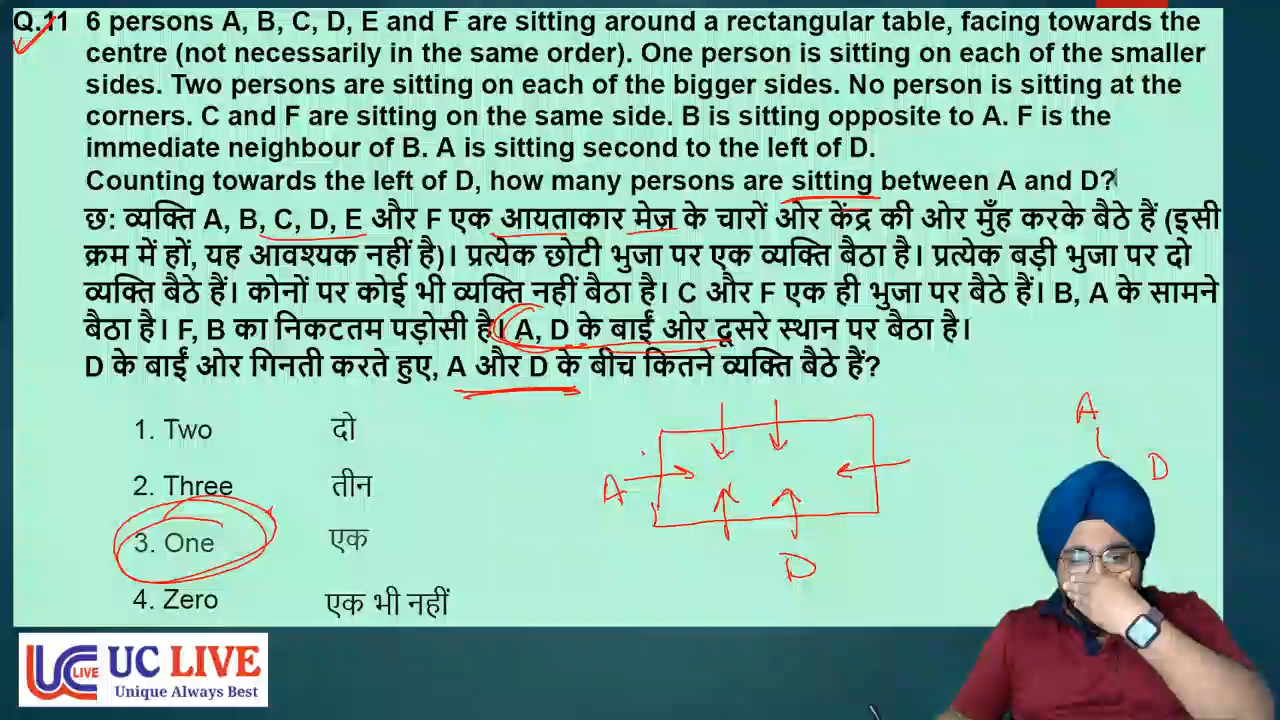 Q.11 6 persons A, B, C, D, E and F are sitting around a rectangular table, facing towards the
centre (not necessarily in the same order). One person is sitting on each of the smaller
sides. Two persons are sitting on each of the bigger sides. No person is sitting at the
corners. C and F are sitting on the same side. B is sitting opposite to A. F is the
immediate neighbour of B. A is sitting second to the left of D.
Counting towards the left of D, how many persons are sitting between A and D?
छ: व्यक्ति A, B, C, D, E और F एक आयताकार मेज़ के चारों ओर केंद्र की ओर मुँह करके बैठे हैं (इसी
क्रम में हों, यह आवश्यक नहीं है)। प्रत्येक छोटी भुजा पर एक व्यक्ति बैठा है। प्रत्येक बड़ी भुजा पर दो
व्यक्ति बैठे हैं। कोनों पर कोई भी व्यक्ति नहीं बैठा है। C और F एक ही भुजा पर बैठे हैं। B, A के सामने
बैठा है। F, B का निकटतम पड़ोसी है। A, D के बाईं ओर दूसरे स्थान पर बैठा है।
D के बाईं ओर गिनती करते हुए, A और D के बीच कितने व्यक्ति बैठे हैं?
1. Two दो
2. Three तीन
3. One एक
4. Zero एक भी नहीं
A
D
A
D
UC LIVE
LIVE
Unique Always Best